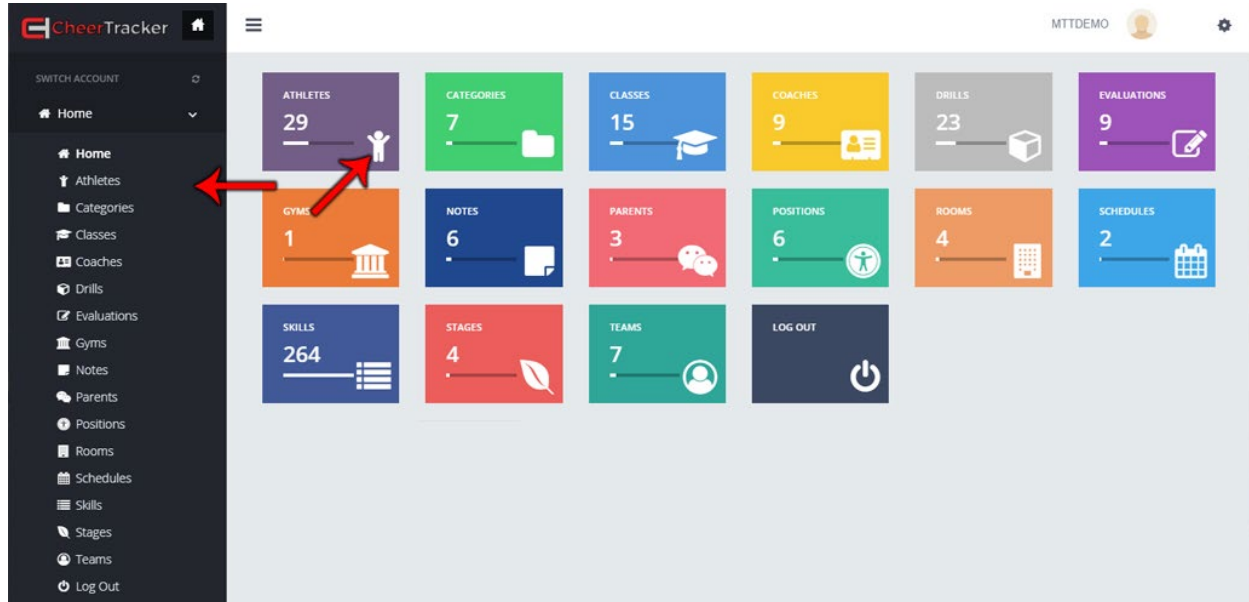 CheerTracker
MTTDEMO
SWITCH ACCOUNT
Home
Home
Athletes
Categories
Classes
Coaches
Drills
Evaluations
Gyms
Notes
Parents
Positions
Rooms
Schedules
Skills
Stages
Teams
Log Out
ATHLETES
29
CATEGORIES
7
CLASSES
15
COACHES
9
DRILLS
23
EVALUATIONS
9
GYMS
1
NOTES
6
PARENTS
3
POSITIONS
6
ROOMS
4
SCHEDULES
2
SKILLS
264
STAGES
4
TEAMS
7
LOG OUT